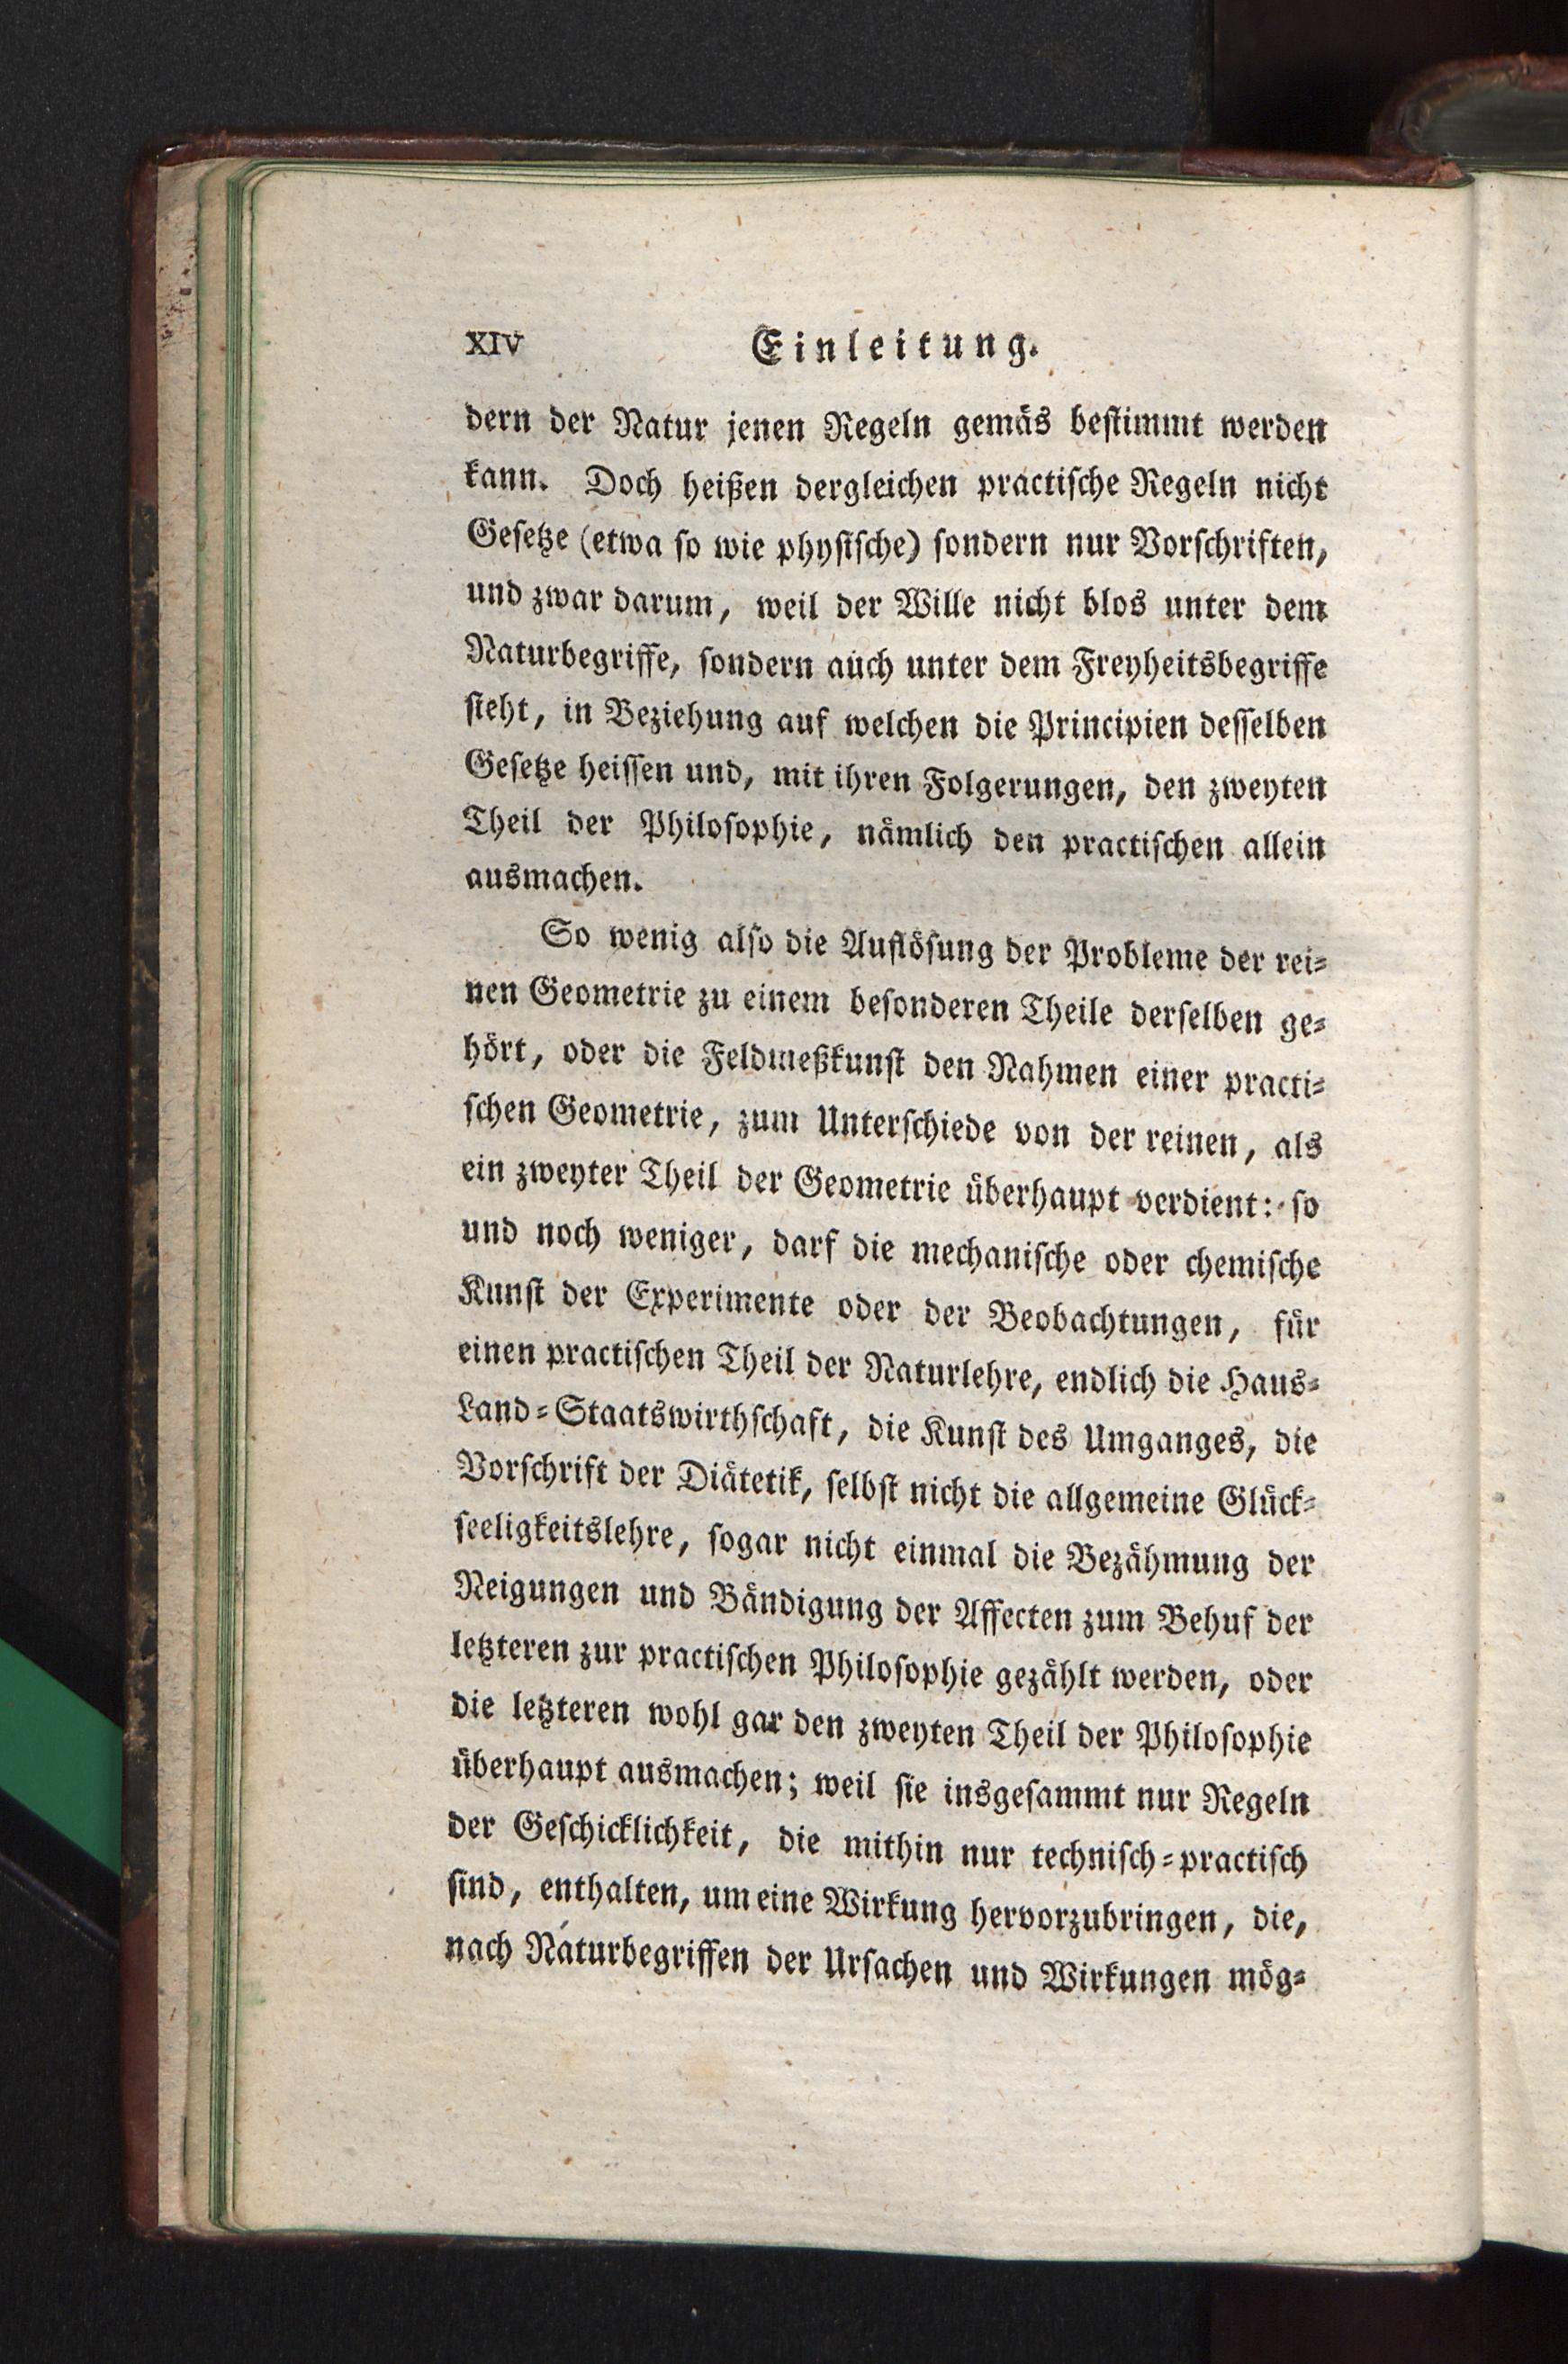 XIV Einleitung.
dern der Natur jenen Regeln gemäs beſtimmt werden
kann. Doch heißen dergleichen practiſche Regeln nicht
Geſetze (etwa ſo wie phyſiſche) ſondern nur Vorſchriften,
und zwar darum, weil der Wille nicht blos unter dem
Naturbegriffe, ſondern auch unter dem Freyheitsbegriffe
ſteht, in Beziehung auf welchen die Principien deſſelben
Geſetze heiſſen und, mit ihren Folgerungen, den zweyten
Theil der Philoſophie, nämlich den practiſchen allein
ausmachen.
So wenig alſo die Auflöſung der Probleme der rei⸗
nen Geometrie zu einem beſonderen Theile derſelben ge⸗
hört, oder die Feldmeßkunſt den Nahmen einer practi⸗
ſchen Geometrie, zum Unterſchiede von der reinen, als
ein zweyter Theil der Geometrie überhaupt verdient: ſo
und noch weniger, darf die mechaniſche oder chemiſche
Kunſt der Experimente oder der Beobachtungen, für
einen practiſchen Theil der Naturlehre, endlich die Haus⸗
Land⸗Staatswirthſchaft, die Kunſt des Umganges, die
Vorſchrift der Diätetik, ſelbſt nicht die allgemeine Glück⸗
ſeeligkeitslehre, ſogar nicht einmal die Bezähmung der
Neigungen und Bändigung der Affecten zum Behuf der
letzteren zur practiſchen Philoſophie gezählt werden, oder
die letzteren wohl gar den zweyten Theil der Philoſophie
überhaupt ausmachen; weil ſie insgeſammt nur Regeln
der Geſchicklichkeit, die mithin nur techniſch⸗practiſch
ſind, enthalten, um eine Wirkung hervorzubringen, die,
nach Naturbegriffen der Urſachen und Wirkungen mög⸗